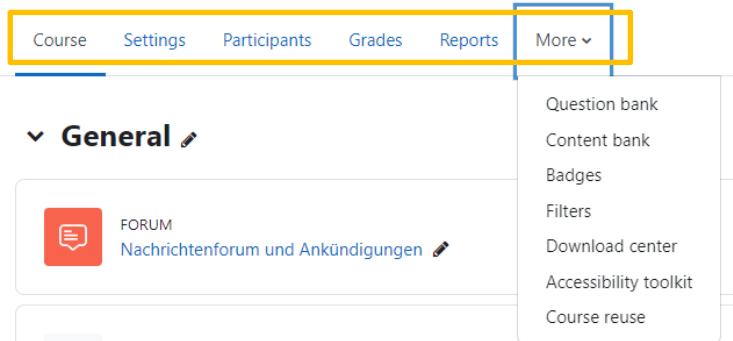 Course Settings Participants Grades Reports More
Question bank
Content bank
Badges
Filters
Download center
Accessibility toolkit
Course reuse
General
FORUM
Nachrichtenforum und Ankündigungen